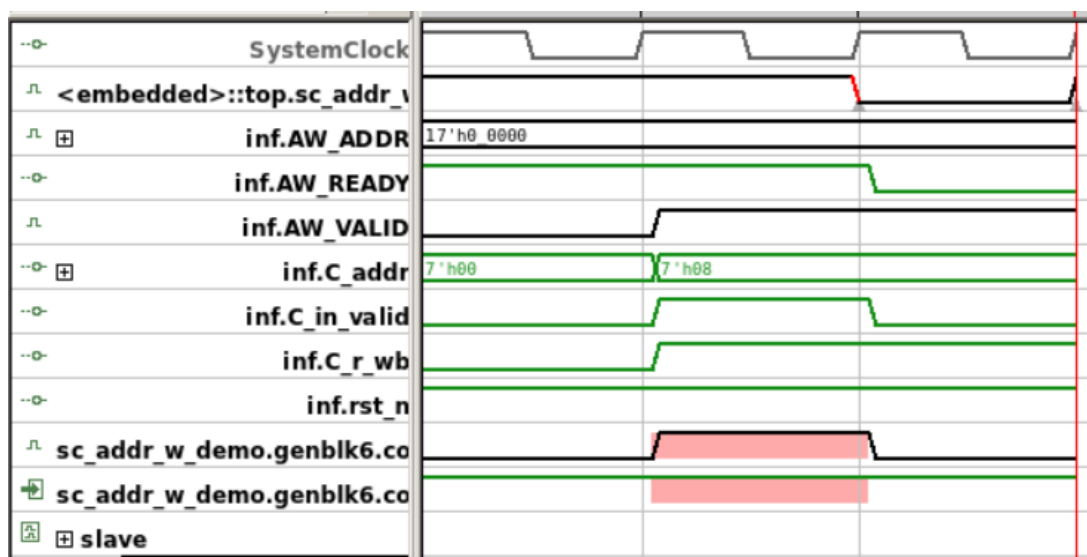 SystemClock
<embedded>::top.sc_addr_
inf.AW_ADDR 17'h0_0000
inf.AW_READY
inf.AW_VALID
inf.C_addr 7'h00 7'h08
inf.C_in_valid
inf.C_r_wb
inf.rst_n
sc_addr_w_demo.genblk6.co
sc_addr_w_demo.genblk6.co
slave